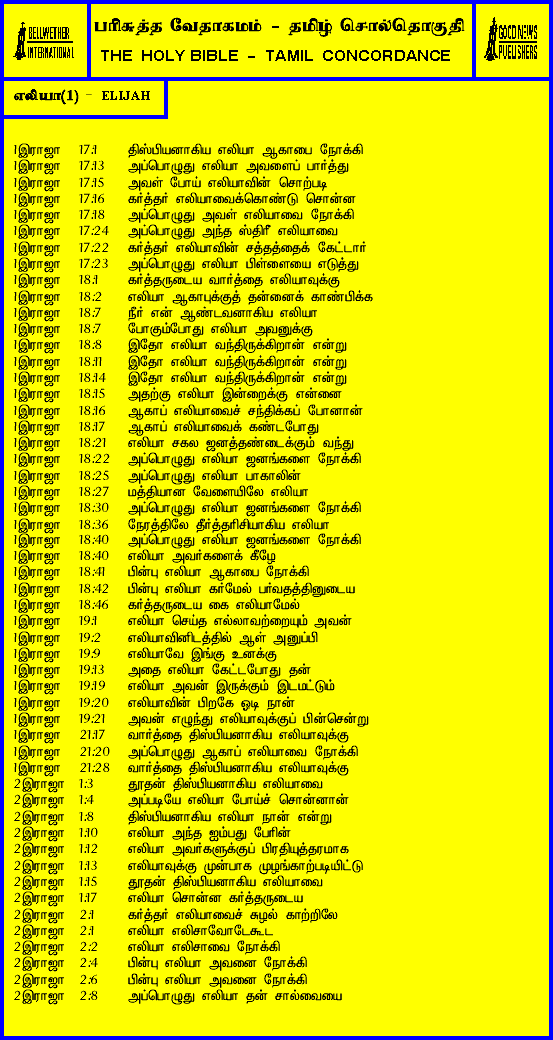 BELLWETHER
INTERNATIONAL
பரிசுத்த வேதாகமம் - தமிழ் சொல்தொகுதி
THE HOLY BIBLE - TAMIL CONCORDANCE
GOOD NEWS
PUBLISHERS
எலியா(1) - ELIJAH
1இராஜா 17:1 திஸ்பியனாகிய எலியா ஆகாபை நோக்கி
1இராஜா 17:13 அப்பொழுது எலியா அவளைப் பார்த்து
1இராஜா 17:15 அவள் போய் எலியாவின் சொற்படி
1இராஜா 17:16 கர்த்தர் எலியாவைக்கொண்டு சொன்ன
1இராஜா 17:18 அப்பொழுது அவள் எலியாவை நோக்கி
1இராஜா 17:24 அப்பொழுது அந்த ஸ்திரீ எலியாவை
1இராஜா 17:22 கர்த்தர் எலியாவின் சத்தத்தைக் கேட்டார்
1இராஜா 17:23 அப்பொழுது எலியா பிள்ளையை எடுத்து
1இராஜா 18:1 கர்த்தருடைய வார்த்தை எலியாவுக்கு
1இராஜா 18:2 எலியா ஆகாபுக்குத் தன்னைக் காண்பிக்க
1இராஜா 18:7 நீர் என் ஆண்டவனாகிய எலியா
1இராஜா 18:7 போகும்போது எலியா அவனுக்கு
1இராஜா 18:8 இதோ எலியா வந்திருக்கிறான் என்று
1இராஜா 18:11 இதோ எலியா வந்திருக்கிறான் என்று
1இராஜா 18:14 இதோ எலியா வந்திருக்கிறான் என்று
1இராஜா 18:15 அதற்கு எலியா இன்றைக்கு என்னை
1இராஜா 18:16 ஆகாப் எலியாவைச் சந்திக்கப் போனான்
1இராஜா 18:17 ஆகாப் எலியாவைக் கண்டபோது
1இராஜா 18:21 எலியா சகல ஜனத்தண்டைக்கும் வந்து
1இராஜா 18:22 அப்பொழுது எலியா ஜனங்களை நோக்கி
1இராஜா 18:25 அப்பொழுது எலியா பாகாலின்
1இராஜா 18:27 மத்தியான வேளையிலே எலியா
1இராஜா 18:30 அப்பொழுது எலியா ஜனங்களை நோக்கி
1இராஜா 18:36 நேரத்திலே தீர்த்தரிசியாகிய எலியா
1இராஜா 18:40 அப்பொழுது எலியா ஜனங்களை நோக்கி
1இராஜா 18:40 எலியா அவர்களைக் கீழே
1இராஜா 18:41 பின்பு எலியா ஆகாபை நோக்கி
1இராஜா 18:42 பின்பு எலியா கர்மேல் பர்வதத்தினுடைய
1இராஜா 18:46 கர்த்தருடைய கை எலியாமேல்
1இராஜா 19:1 எலியா செய்த எல்லாவற்றையும் அவன்
1இராஜா 19:2 எலியாவினிடத்தில் ஆள் அனுப்பி
1இராஜா 19:9 எலியாவே இங்கு உனக்கு
1இராஜா 19:13 அதை எலியா கேட்டபோது தன்
1இராஜா 19:19 எலியா அவன் இருக்கும் இடமட்டும்
1இராஜா 19:20 எலியாவின் பிறகே ஓடி நான்
1இராஜா 19:21 அவன் எழுந்து எலியாவுக்குப் பின்சென்று
1இராஜா 21:17 வார்த்தை திஸ்பியனாகிய எலியாவுக்கு
1இராஜா 21:20 அப்பொழுது ஆகாப் எலியாவை நோக்கி
1இராஜா 21:28 வார்த்தை திஸ்பியனாகிய எலியாவுக்கு
2இராஜா 1:3 தூதன் திஸ்பியனாகிய எலியாவை
2இராஜா 1:4 அப்படியே எலியா போய்ச் சொன்னான்
2இராஜா 1:8 திஸ்பியனாகிய எலியா நான் என்று
2இராஜா 1:10 எலியா அந்த ஐம்பது பேரின்
2இராஜா 1:12 எலியா அவர்களுக்குப் பிரதியுத்தரமாக
2இராஜா 1:13 எலியாவுக்கு முன்பாக முழங்காற்படியிட்டு
2இராஜா 1:15 தூதன் திஸ்பியனாகிய எலியாவை
2இராஜா 1:17 எலியா சொன்ன கர்த்தருடைய
2இராஜா 2:1 கர்த்தர் எலியாவைச் சுழல் காற்றிலே
2இராஜா 2:1 எலியா எலிசாவோடேகூட
2இராஜா 2:2 எலியா எலிசாவை நோக்கி
2இராஜா 2:4 பின்பு எலியா அவனை நோக்கி
2இராஜா 2:6 பின்பு எலியா அவனை நோக்கி
2இராஜா 2:8 அப்பொழுது எலியா தன் சால்வையை